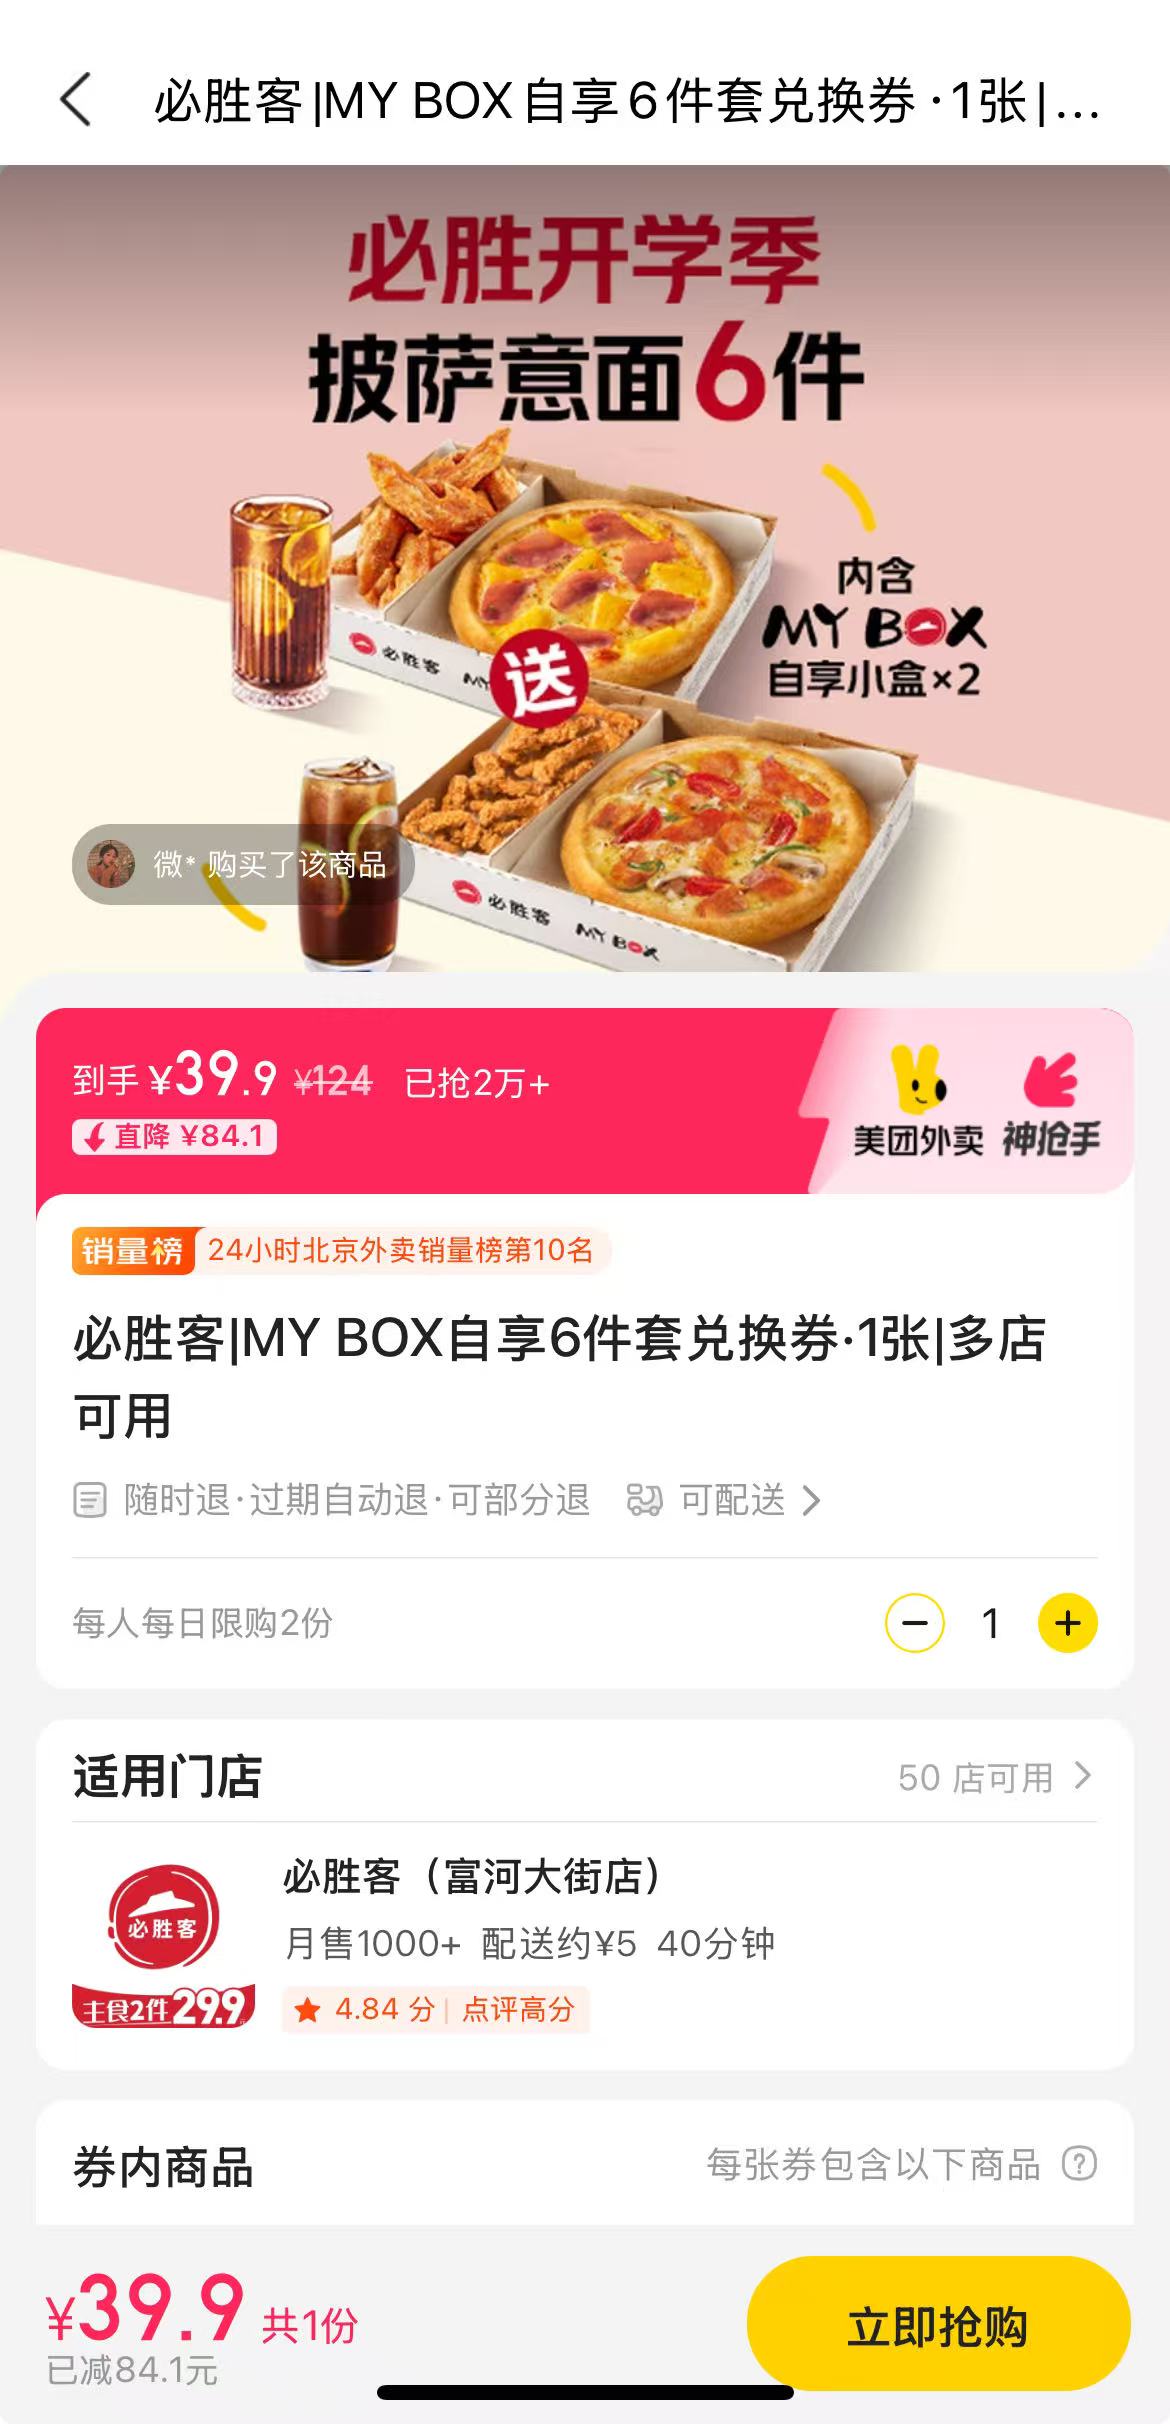 必胜客|MY BOX自享6件套兑换券·1张|...
必胜开学季
披萨意面6件
内含
MY BOX
自享小盒×2
必胜客 MY
送
微* 购买了该商品
必胜客 MY BOX
到手 ¥39.9 ¥124 已抢2万+
直降 ¥84.1
美团外卖 神抢手
销量榜 24小时北京外卖销量榜第10名
必胜客|MY BOX自享6件套兑换券·1张|多店
可用
随时退·过期自动退·可部分退 可配送
每人每日限购2份
1
适用门店
50 店可用
必胜客（富河大街店）
必胜客
月售1000+ 配送约¥5 40分钟
主食2件29.9元
4.84 分 | 点评高分
券内商品
每张券包含以下商品
¥39.9 共1份
已减84.1元
立即抢购